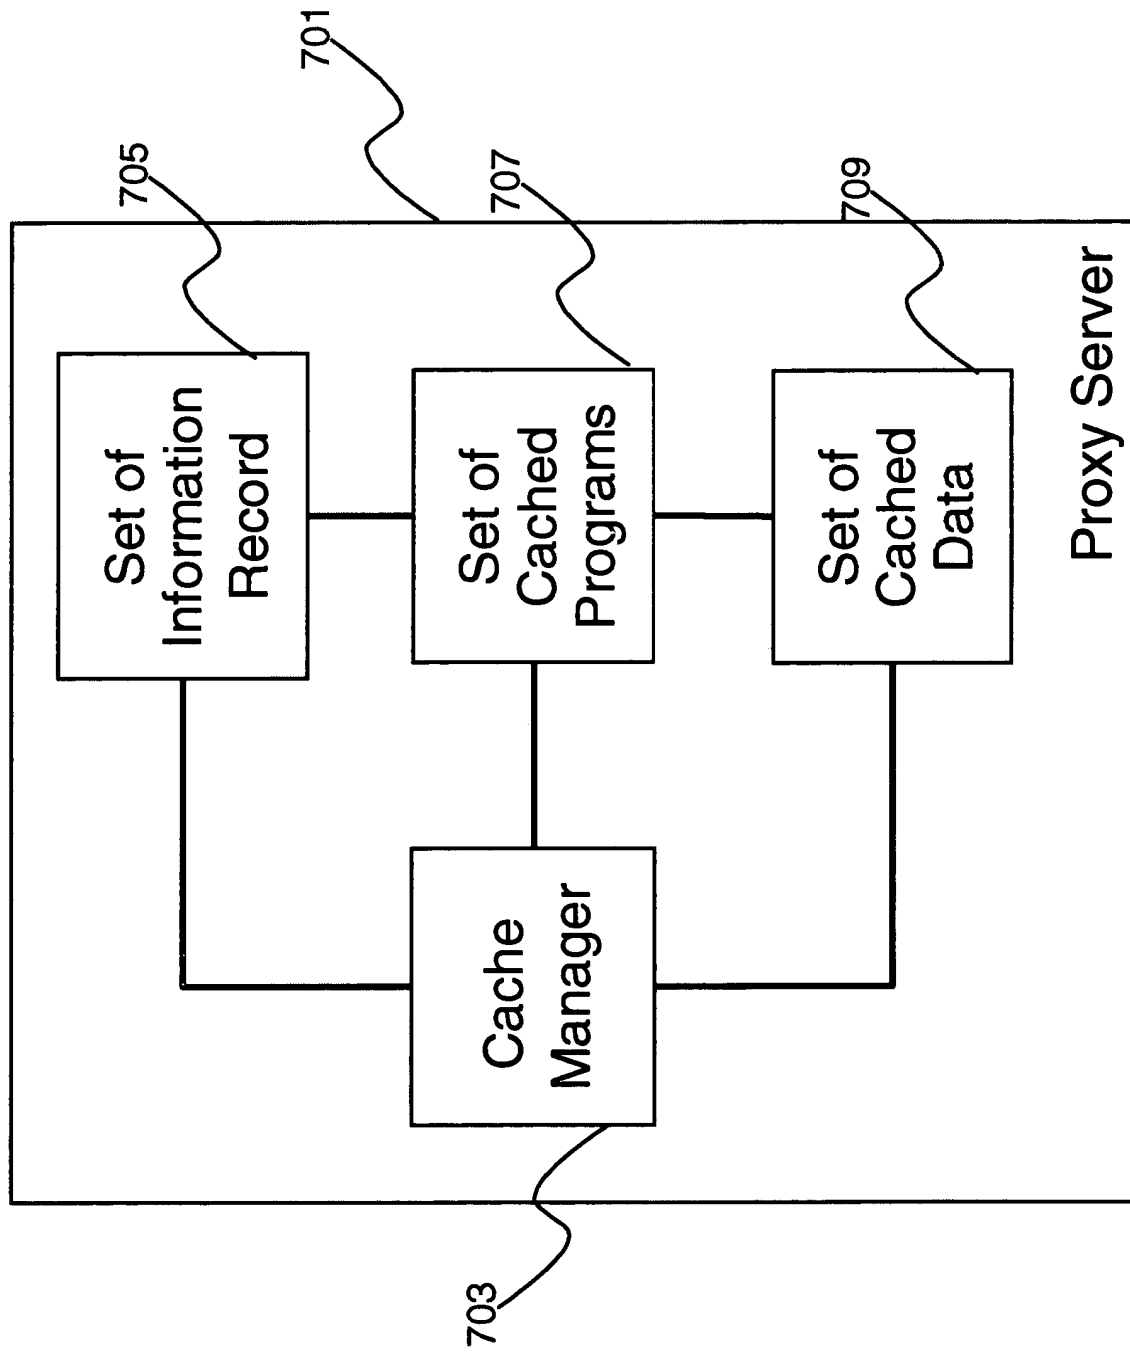 701
705
Set of
Information
Record
707
Set of
Cached
Programs
709
Set of
Cached
Data
Proxy Server
Cache
Manager
703